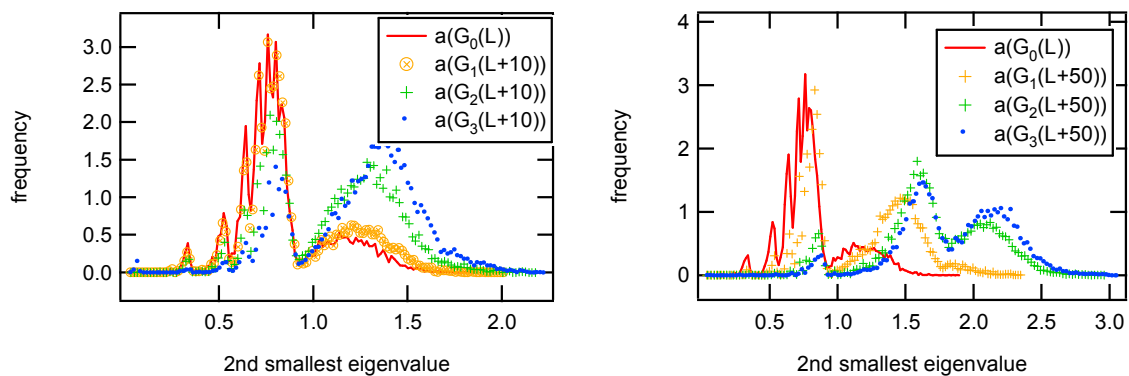 3.0
2.5
2.0
1.5
1.0
0.5
0.0
frequency
0.5
1.0
1.5
2.0
2nd smallest eigenvalue
a(G0(L))
a(G1(L+10))
a(G2(L+10))
a(G3(L+10))
4
3
2
1
0
frequency
0.5
1.0
1.5
2.0
2.5
3.0
2nd smallest eigenvalue
a(G0(L))
a(G1(L+50))
a(G2(L+50))
a(G3(L+50))